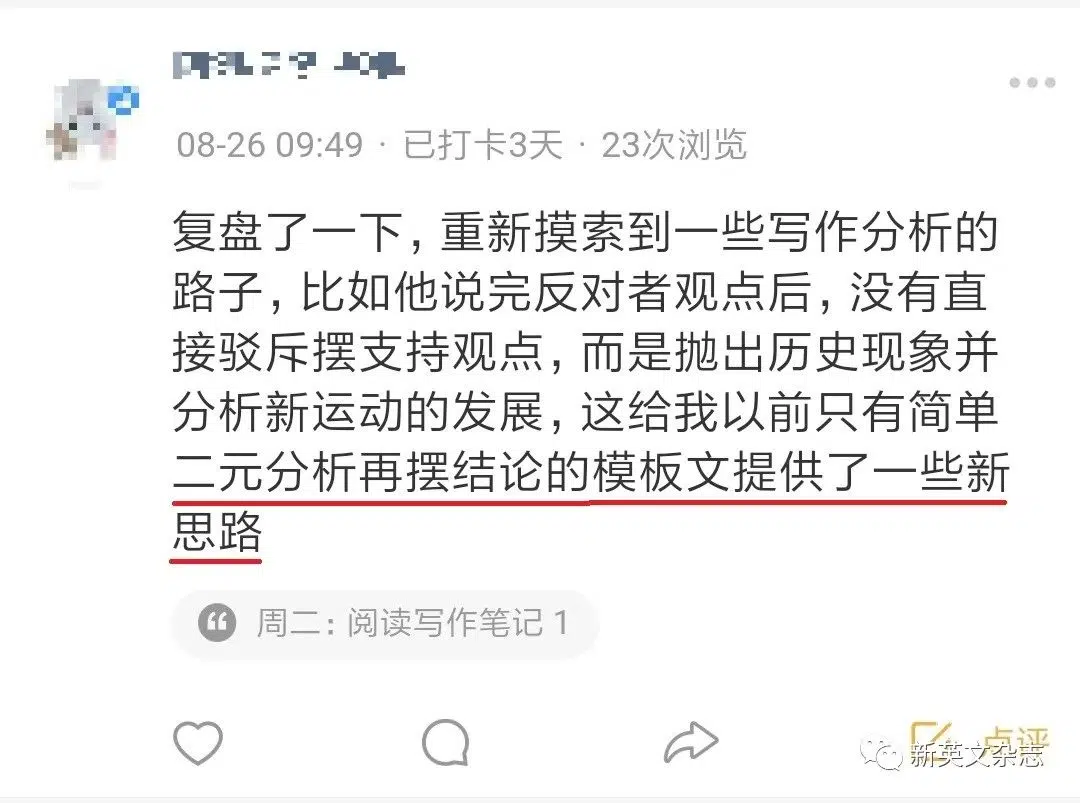 08-26 09:49 · 已打卡3天 · 23次浏览
复盘了一下，重新摸索到一些写作分析的
路子，比如他说完反对者观点后，没有直
接驳斥摆支持观点，而是抛出历史现象并
分析新运动的发展，这给我以前只有简单
二元分析再摆结论的模板文提供了一些新
思路
周二：阅读写作笔记 1
点评
新英文杂志